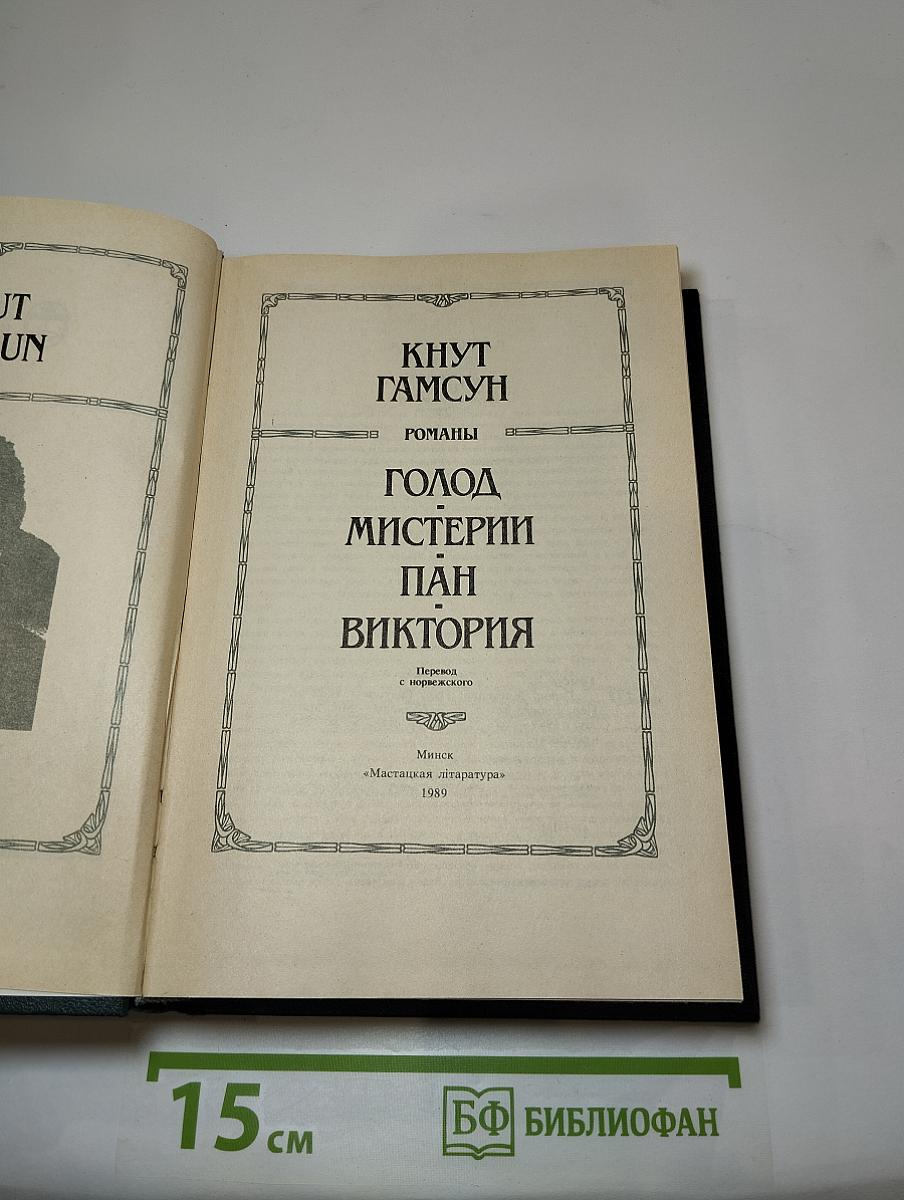 UT
UN
КНУТ
ГАМСУН
РОМАНЫ
ГОЛОД
-
МИСТЕРИИ
-
ПАН
-
ВИКТОРИЯ
Перевод
с норвежского
Минск
«Мастацкая літаратура»
1989
15 см
БФ БИБЛИОФАН